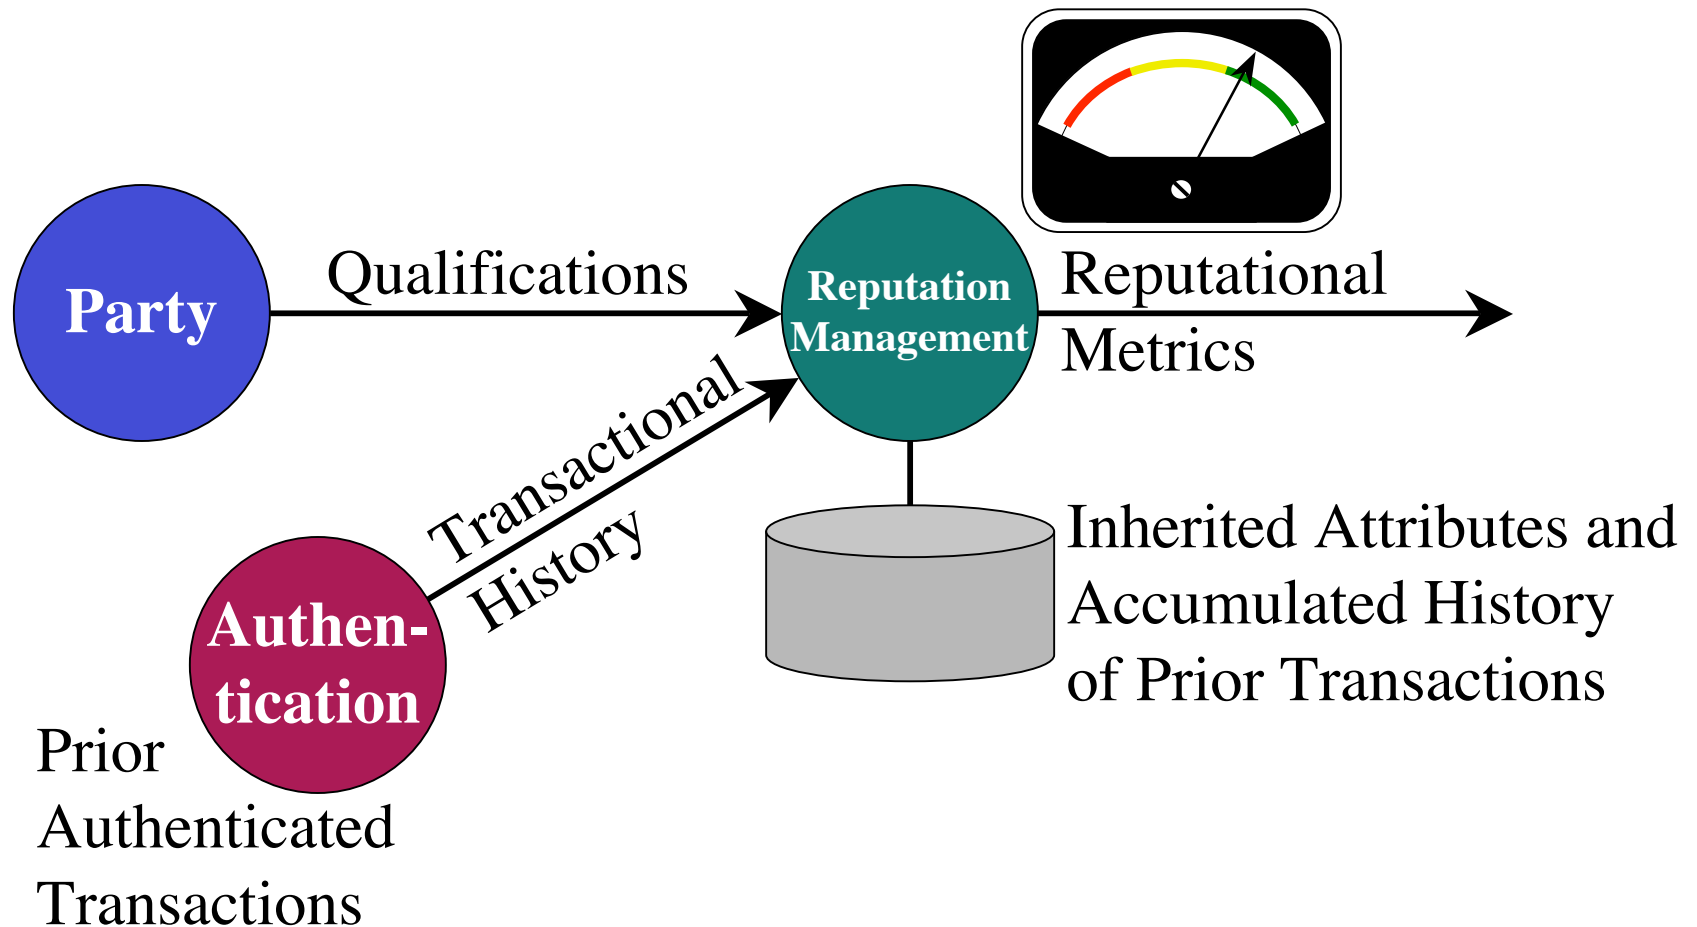 Party
Qualifications
Reputation
Management
Reputational
Metrics
Transactional
History
Authen-
tication
Prior
Authenticated
Transactions
Inherited Attributes and
Accumulated History
of Prior Transactions